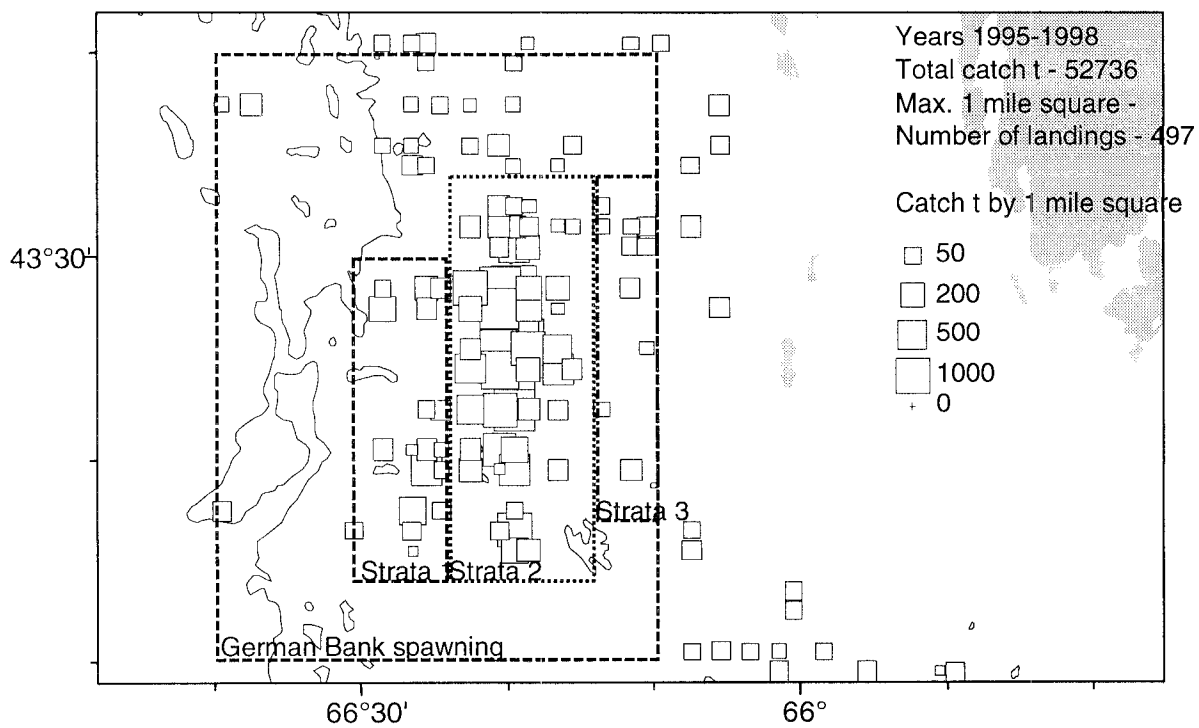 Years 1995-1998
Total catch t - 52736
Max. 1 mile square -
Number of landings - 497
Catch t by 1 mile square
50
200
500
1000
0
43°30'
Strata 3
Strata 1
Strata 2
German Bank spawning
66°30'
66°